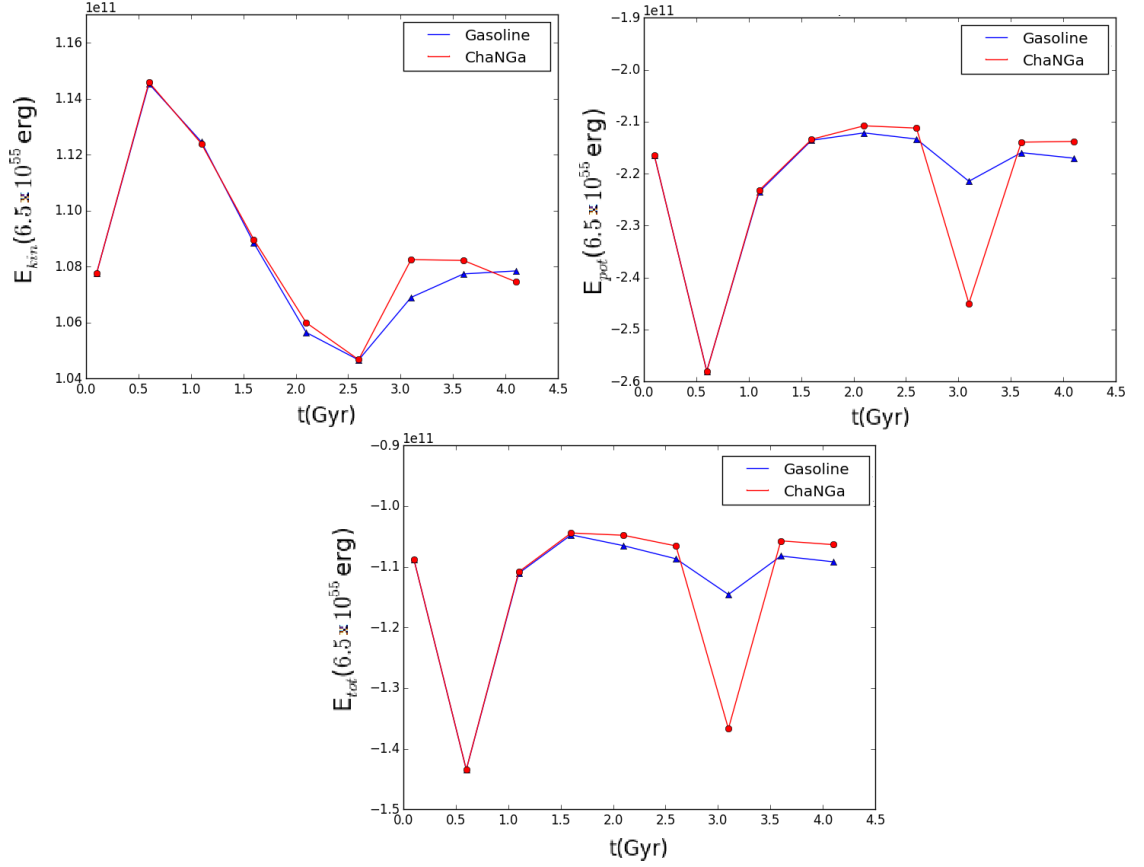 1e11
1.16
1.14
1.12
1.10
1.08
1.06
1.04
E_kin(6.5 x 10^55 erg)
0.0 0.5 1.0 1.5 2.0 2.5 3.0 3.5 4.0 4.5
t(Gyr)
Gasoline
ChaNGa
1e11
−1.9
−2.0
−2.1
−2.11
−2.2
−2.3
−2.4
−2.5
−2.6
E_pot(6.5 x 10^55 erg)
0.0 0.5 1.0 1.5 2.0 2.5 3.0 3.5 4.0 4.5
t(Gyr)
Gasoline
ChaNGa
1e11
−0.9
−1.0
−1.1
−1.2
−1.3
−1.4
−1.5
E_tot(6.5 x 10^55 erg)
0.0 0.5 1.0 1.5 2.0 2.5 3.0 3.5 4.0 4.5
t(Gyr)
Gasoline
ChaNGa